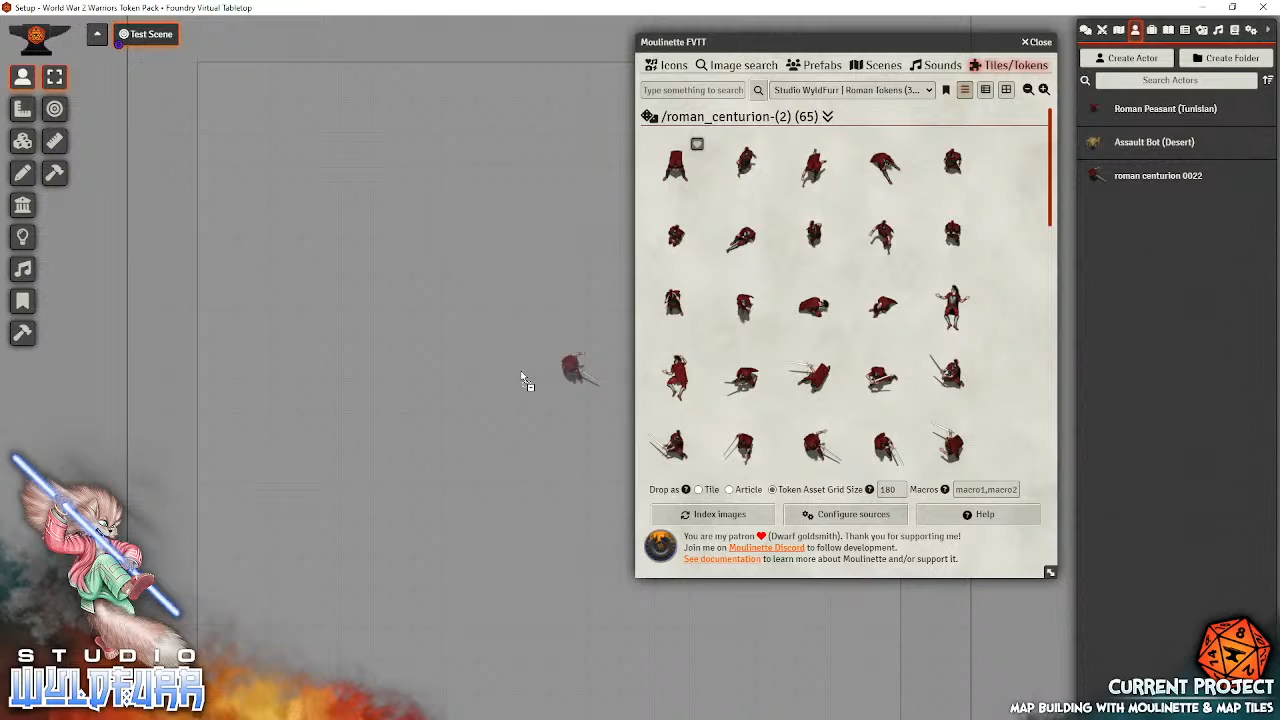 Setup - World War 2 Warriors Token Pack • Foundry Virtual Tabletop
Test Scene
Moulinette FVTT
Close
Icons
Image search
Prefabs
Scenes
Sounds
Tiles/Tokens
Type something to search
Studio WyldFurr | Roman Tokens (3...
/roman_centurion-(2) (65)
Drop as
Tile
Article
Token Asset Grid Size
180
Macros
macro1,macro2
Index images
Configure sources
Help
You are my patron ❤ (Dwarf goldsmith). Thank you for supporting me!
Join me on Moulinette Discord to follow development.
See documentation to learn more about Moulinette and/or support it.
Create Actor
Create Folder
Search Actors
Roman Peasant (Tunisian)
Assault Bot (Desert)
roman centurion 0022
STUDIO
WYLDFURR
CURRENT PROJECT
MAP BUILDING WITH MOULINETTE & MAP TILES